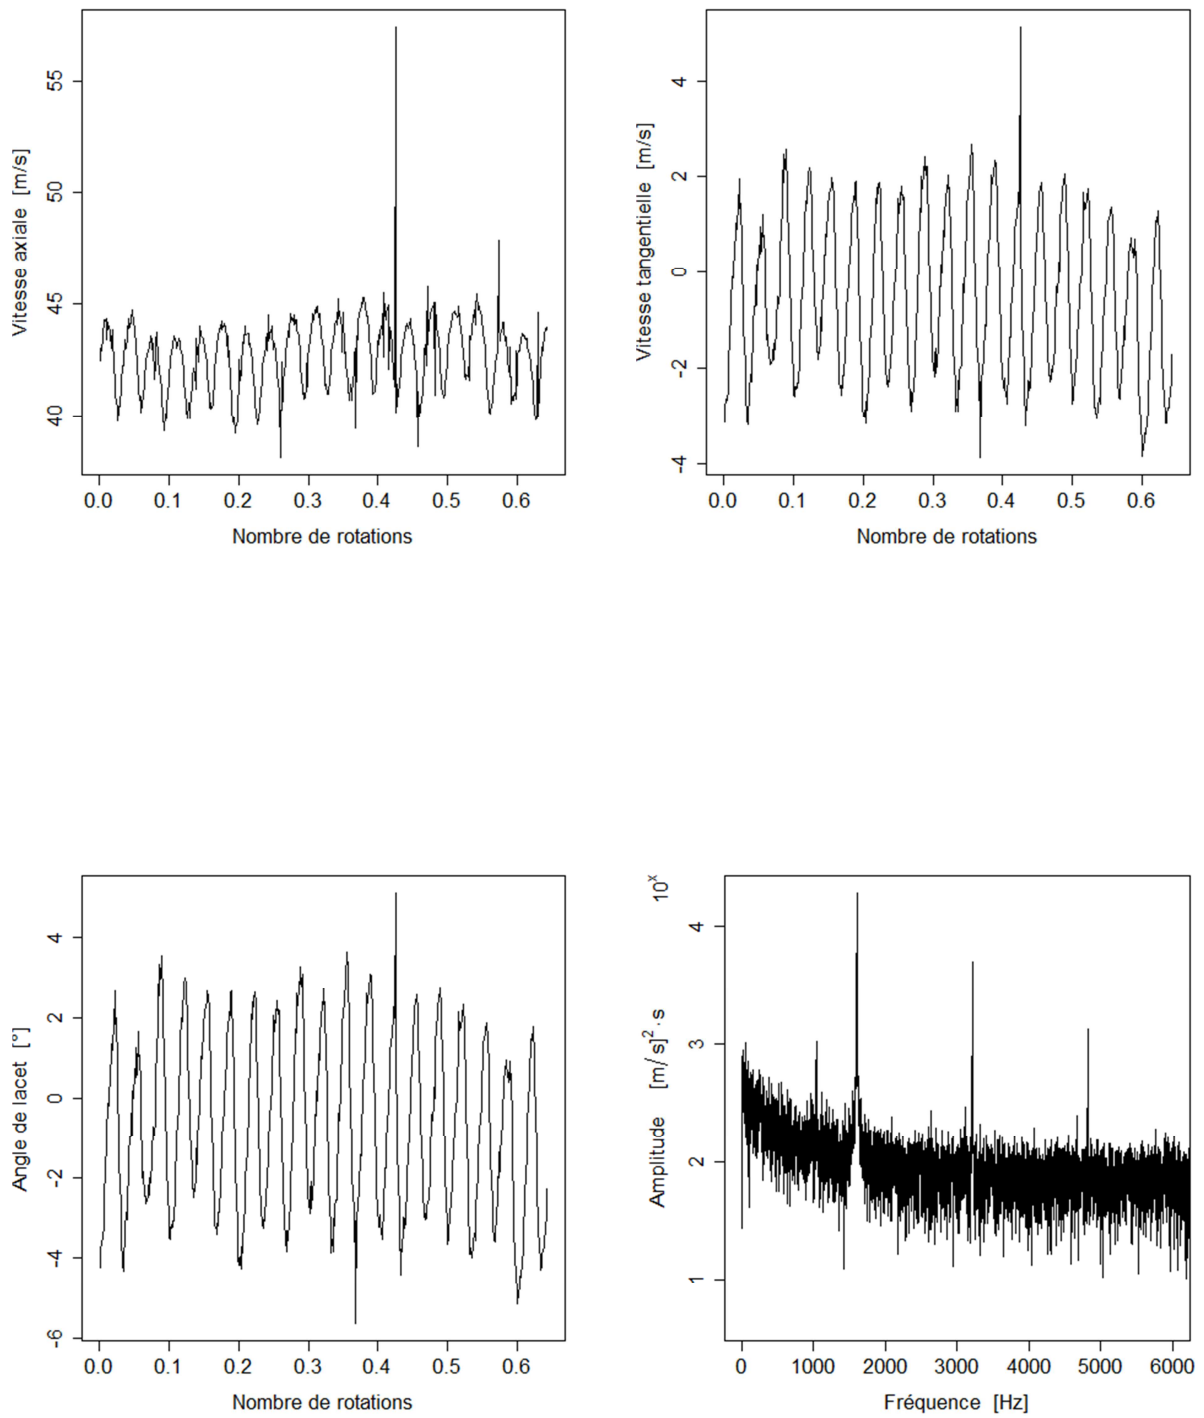 Vitesse axiale [m/s]
55
50
45
40
0.0 0.1 0.2 0.3 0.4 0.5 0.6
Nombre de rotations
Vitesse tangentielle [m/s]
4
2
0
-2
-4
0.0 0.1 0.2 0.3 0.4 0.5 0.6
Nombre de rotations
Angle de lacet [°]
4
2
0
-2
-4
-6
0.0 0.1 0.2 0.3 0.4 0.5 0.6
Nombre de rotations
Amplitude [m/s]²·s 10ˣ
4
3
2
1
0 1000 2000 3000 4000 5000 6000
Fréquence [Hz]